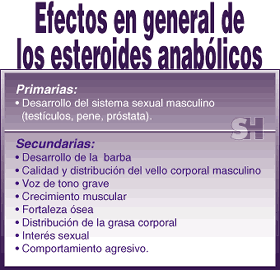 Efectos en general de
los esteroides anabólicos
Primarias:
• Desarrollo del sistema sexual masculino
(testículos, pene, próstata).
SH
Secundarias:
• Desarrollo de la barba
• Calidad y distribución del vello corporal masculino
• Voz de tono grave
• Crecimiento muscular
• Fortaleza ósea
• Distribución de la grasa corporal
• Interés sexual
• Comportamiento agresivo.